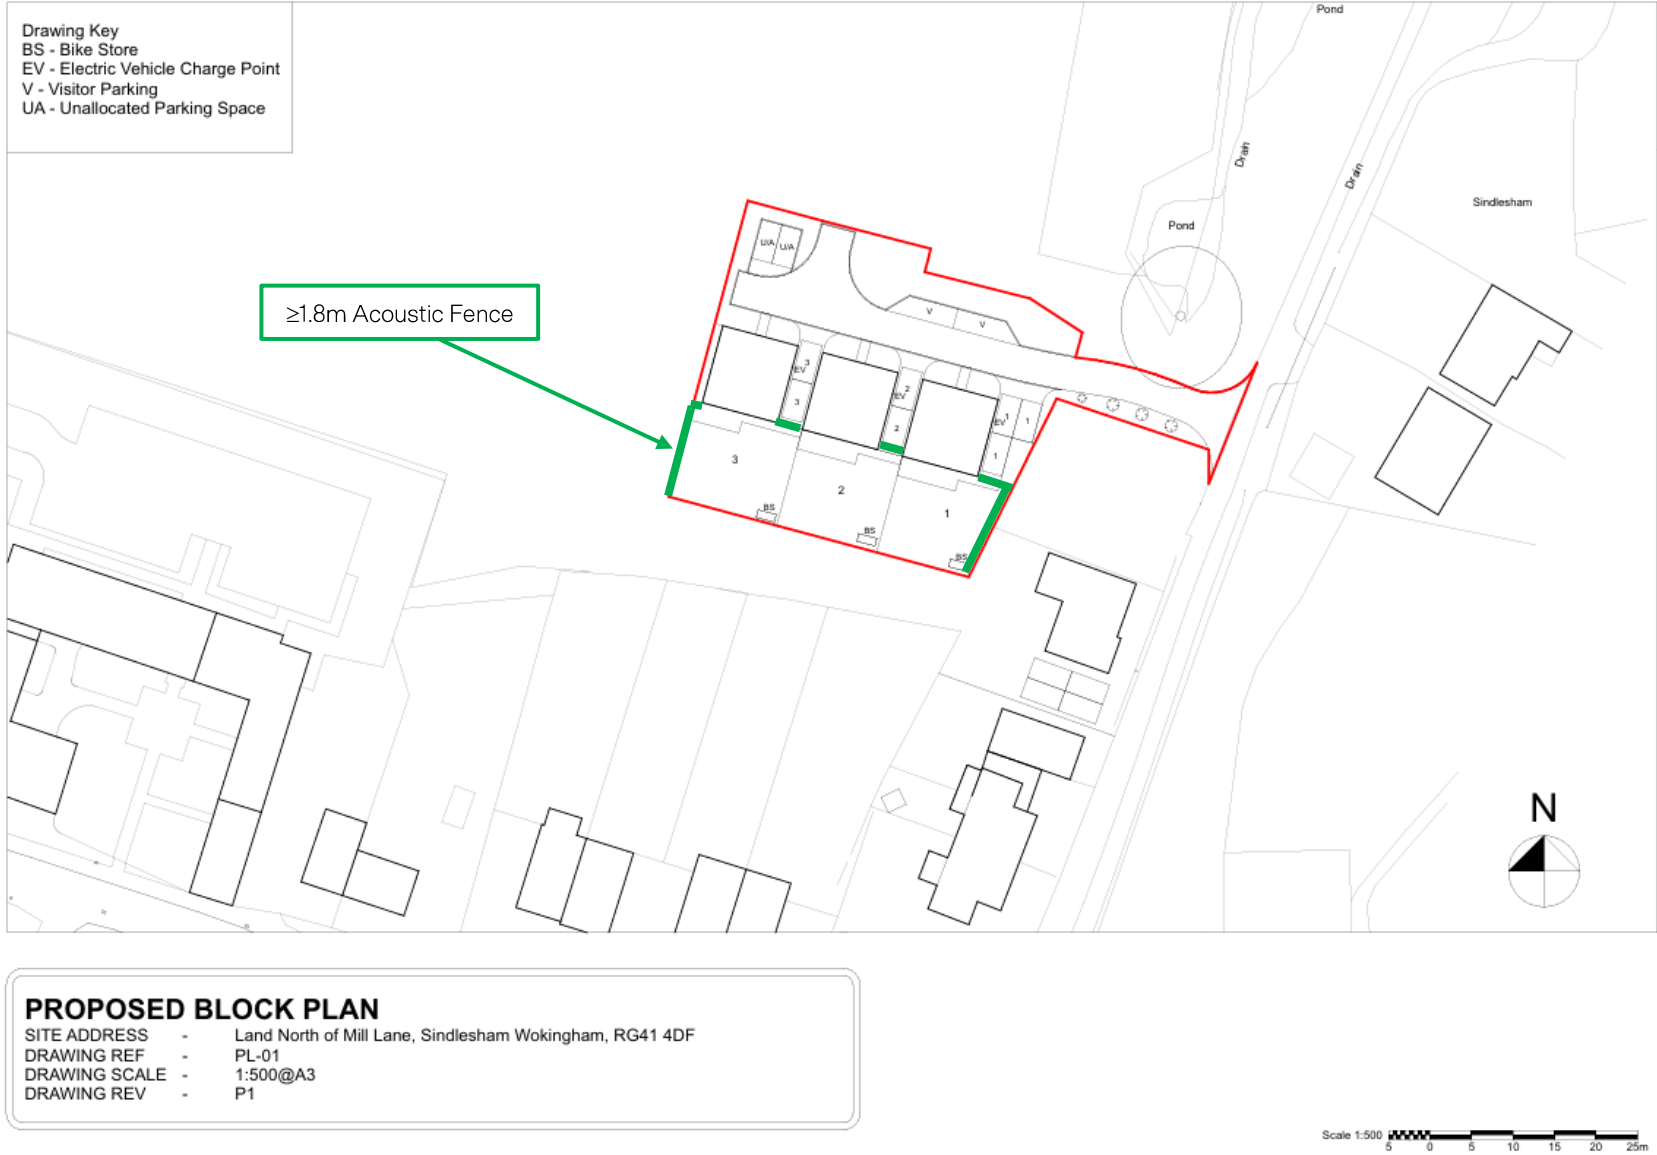 Drawing Key
BS - Bike Store
EV - Electric Vehicle Charge Point
V - Visitor Parking
UA - Unallocated Parking Space
Pond
Drain
Drain
Sindlesham
Pond
U/A
U/A
≥1.8m Acoustic Fence
V
V
3
EV
3
2
EV
2
1
EV
1
1
3
2
1
BS
BS
BS
N
PROPOSED BLOCK PLAN
SITE ADDRESS - Land North of Mill Lane, Sindlesham Wokingham, RG41 4DF
DRAWING REF - PL-01
DRAWING SCALE - 1:500@A3
DRAWING REV - P1
Scale 1:500
5 0 5 10 15 20 25m